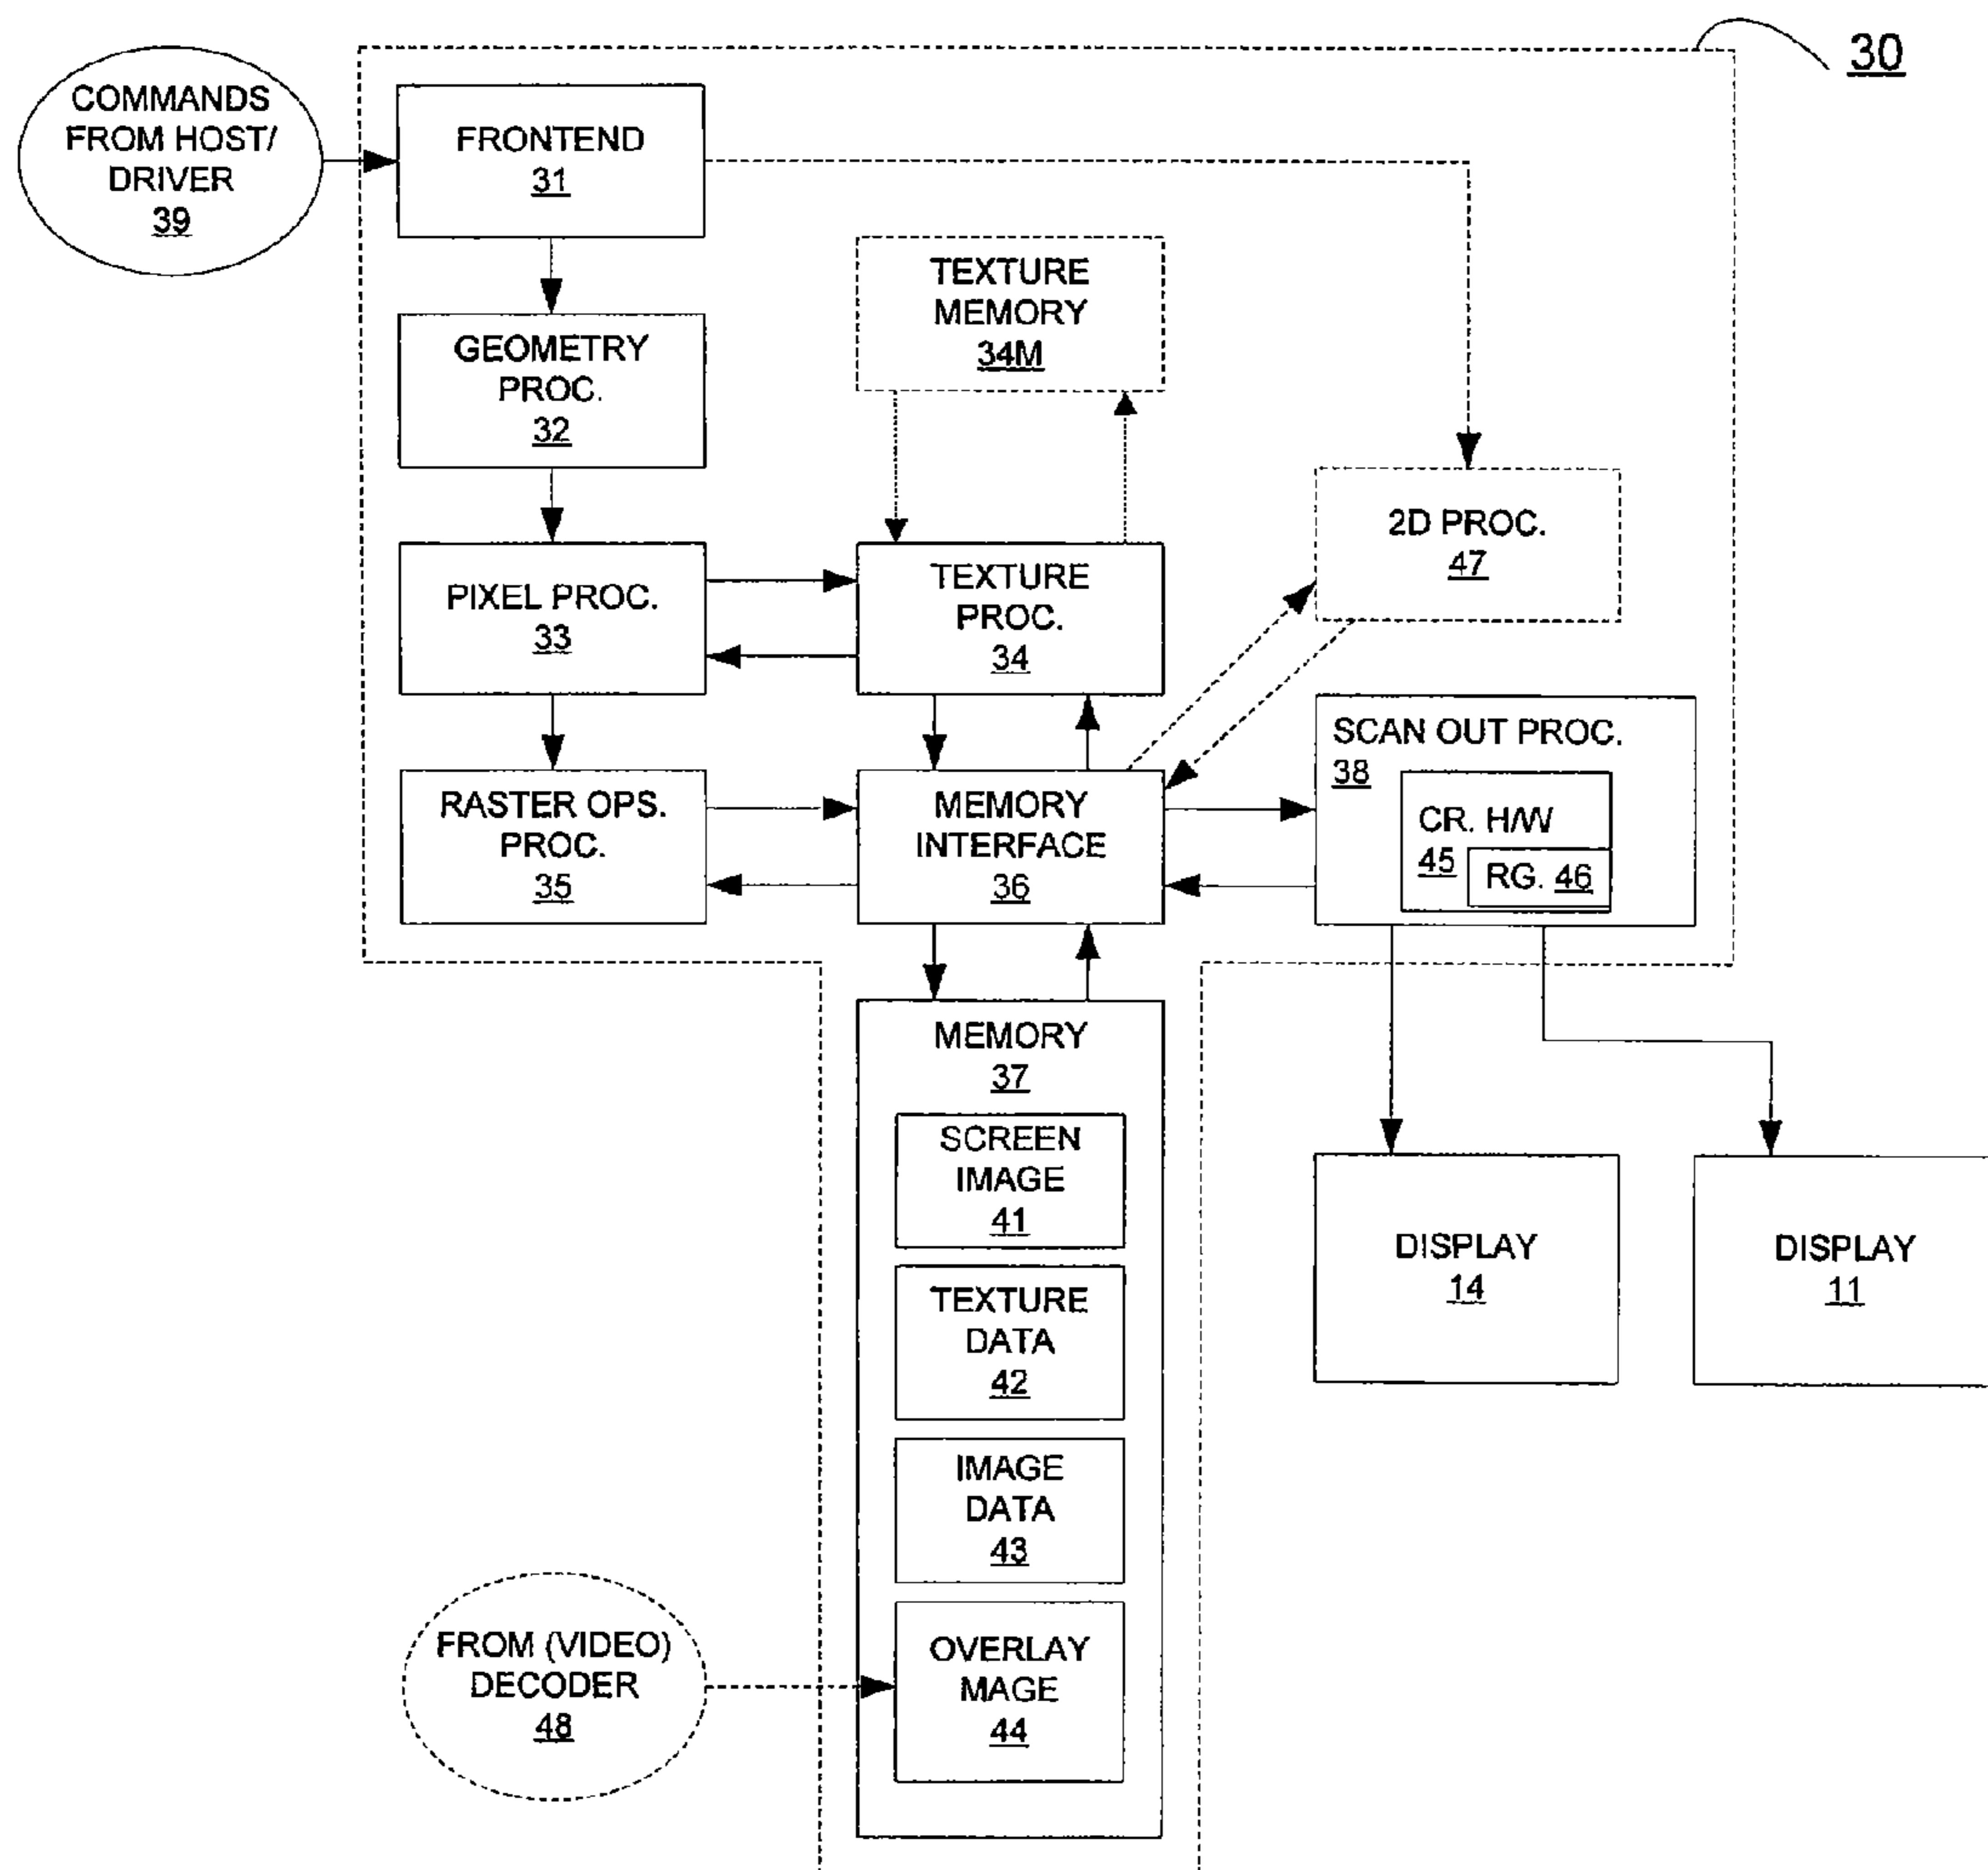 30
COMMANDS
FROM HOST/
DRIVER
39
FRONTEND
31
TEXTURE
MEMORY
34M
GEOMETRY
PROC.
32
2D PROC.
47
PIXEL PROC.
33
TEXTURE
PROC.
34
SCAN OUT PROC.
38
CR. H/W
45
RG. 46
RASTER OPS.
PROC.
35
MEMORY
INTERFACE
36
MEMORY
37
SCREEN
IMAGE
41
TEXTURE
DATA
42
IMAGE
DATA
43
OVERLAY
MAGE
44
DISPLAY
14
DISPLAY
11
FROM (VIDEO)
DECODER
48